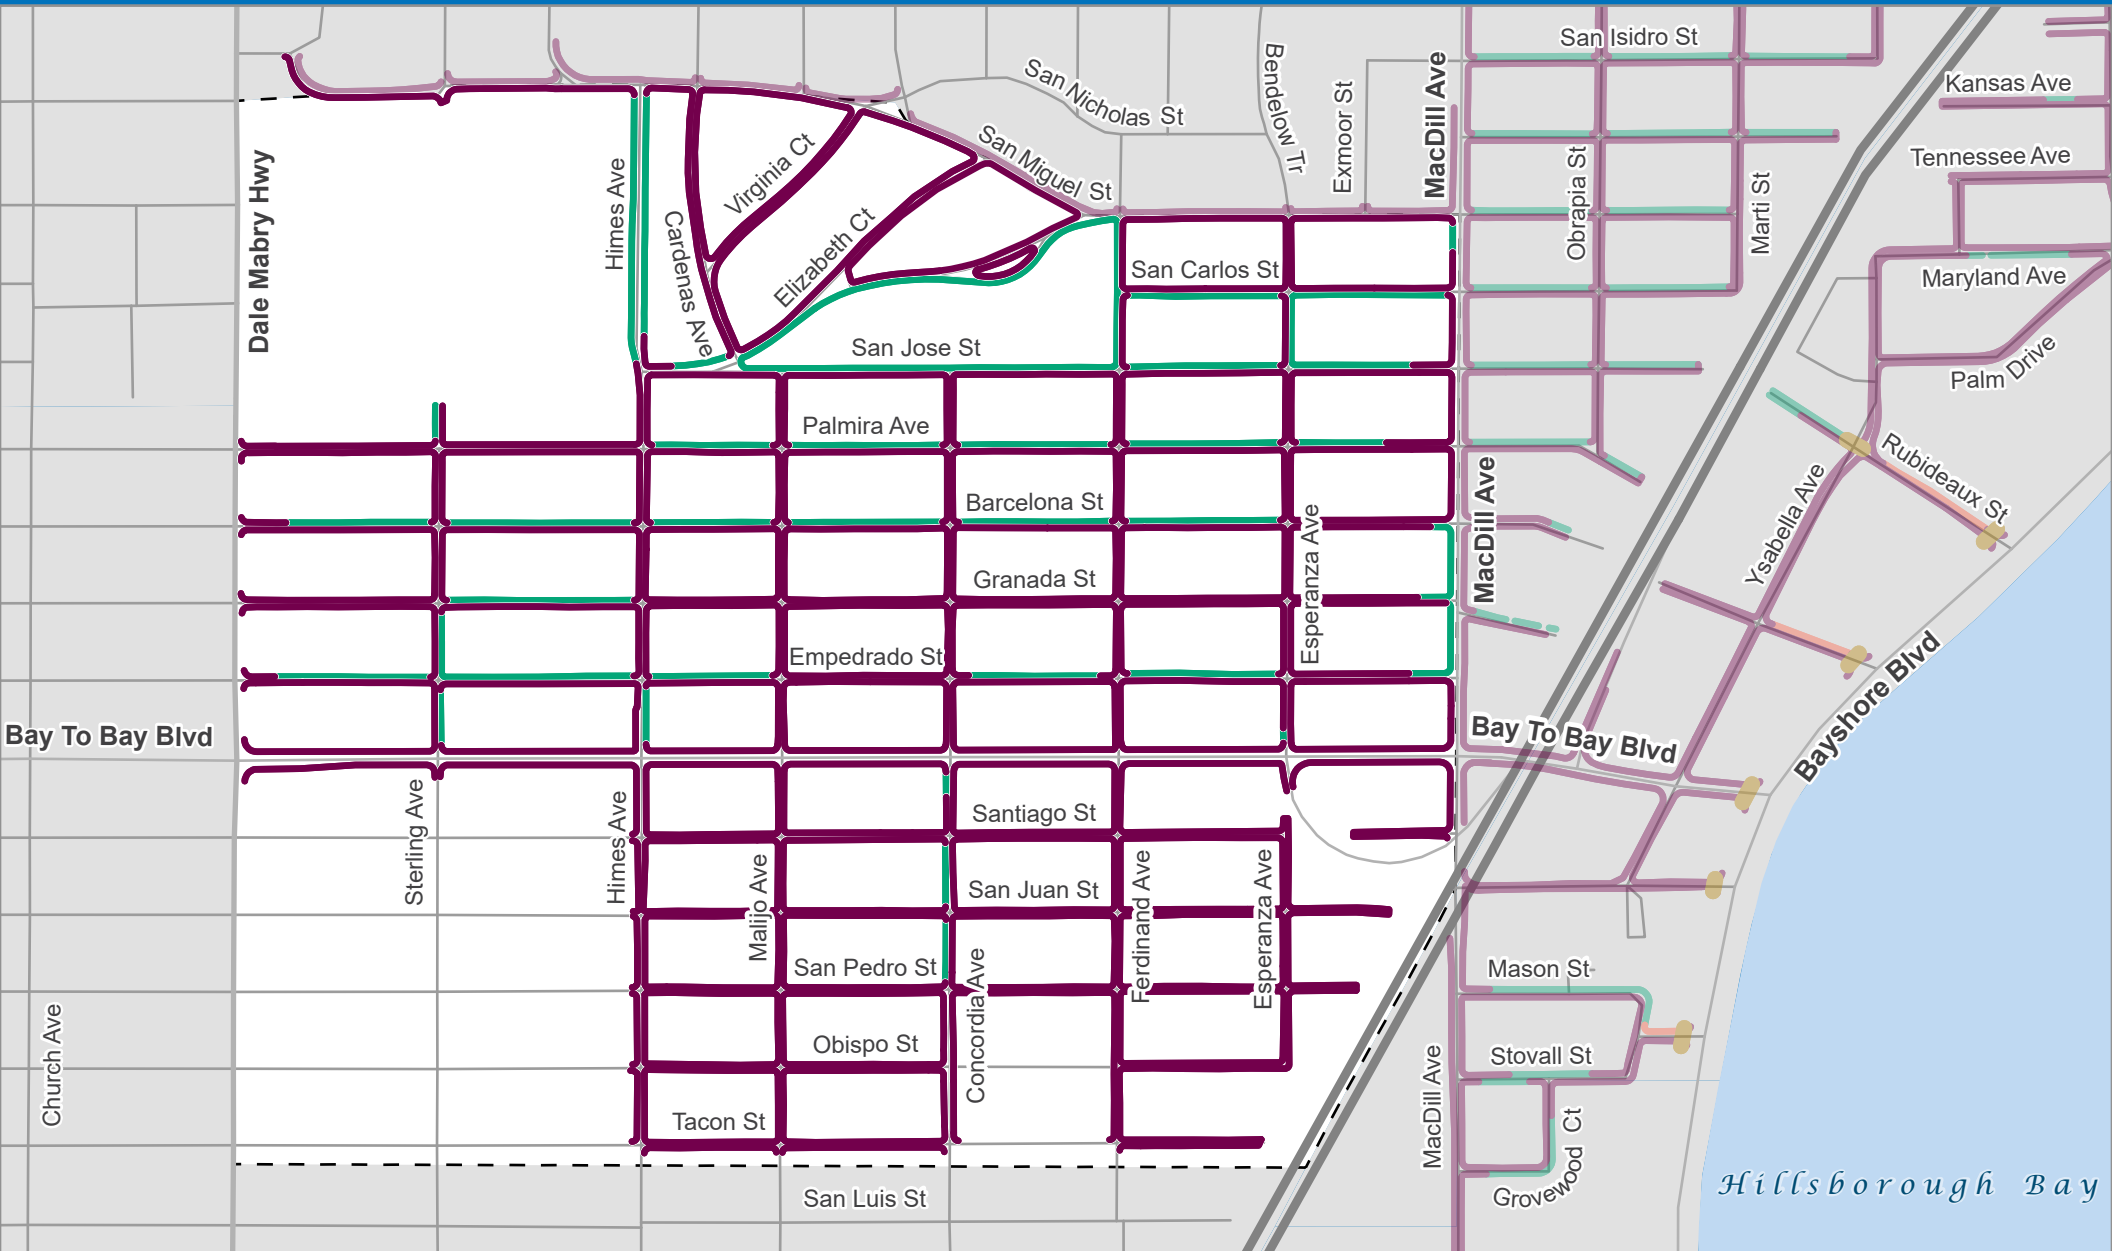 San Isidro St
Kansas Ave
San Nicholas St
Bendelow Tr
Exmoor St
MacDill Ave
San Miguel St
Tennessee Ave
Obrapia St
Marti St
Dale Mabry Hwy
Himes Ave
Virginia Ct
Cardenas Ave
Elizabeth Ct
San Carlos St
Maryland Ave
San Jose St
Palm Drive
Palmira Ave
Rubideaux St
Barcelona St
MacDill Ave
Ysabella Ave
Esperanza Ave
Granada St
Empedrado St
Bay To Bay Blvd
Bay To Bay Blvd
Bayshore Blvd
Sterling Ave
Himes Ave
Santiago St
Malijo Ave
San Juan St
Ferdinand Ave
Esperanza Ave
San Pedro St
Concordia Ave
Mason St
Church Ave
Obispo St
MacDill Ave
Stovall St
Tacon St
Grovewood Ct
San Luis St
Hillsborough Bay